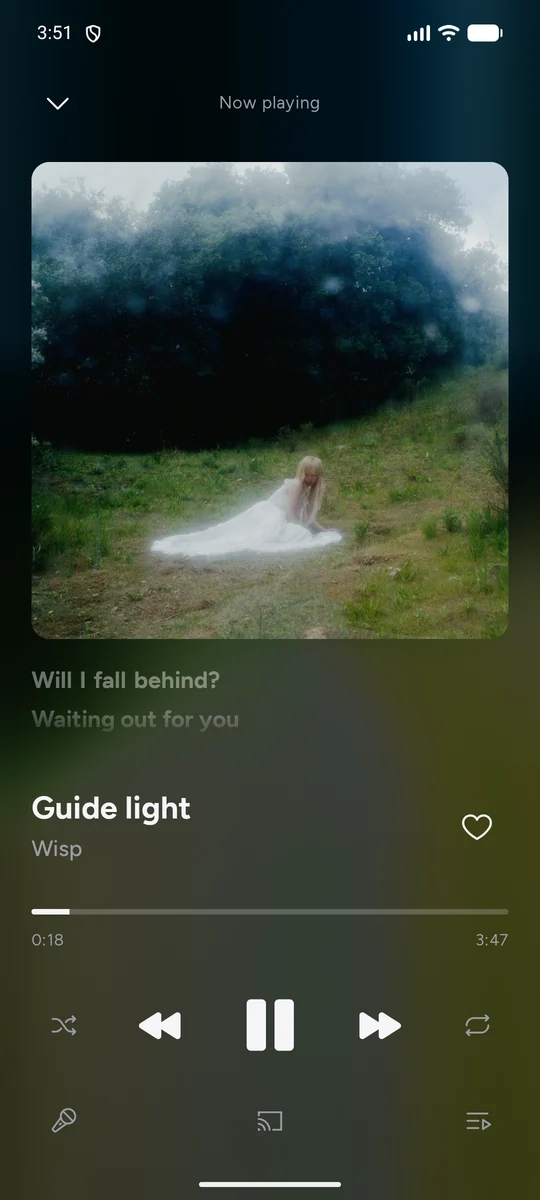 3:51
Now playing
Will I fall behind?
Waiting out for you
Guide light
Wisp
0:18
3:47